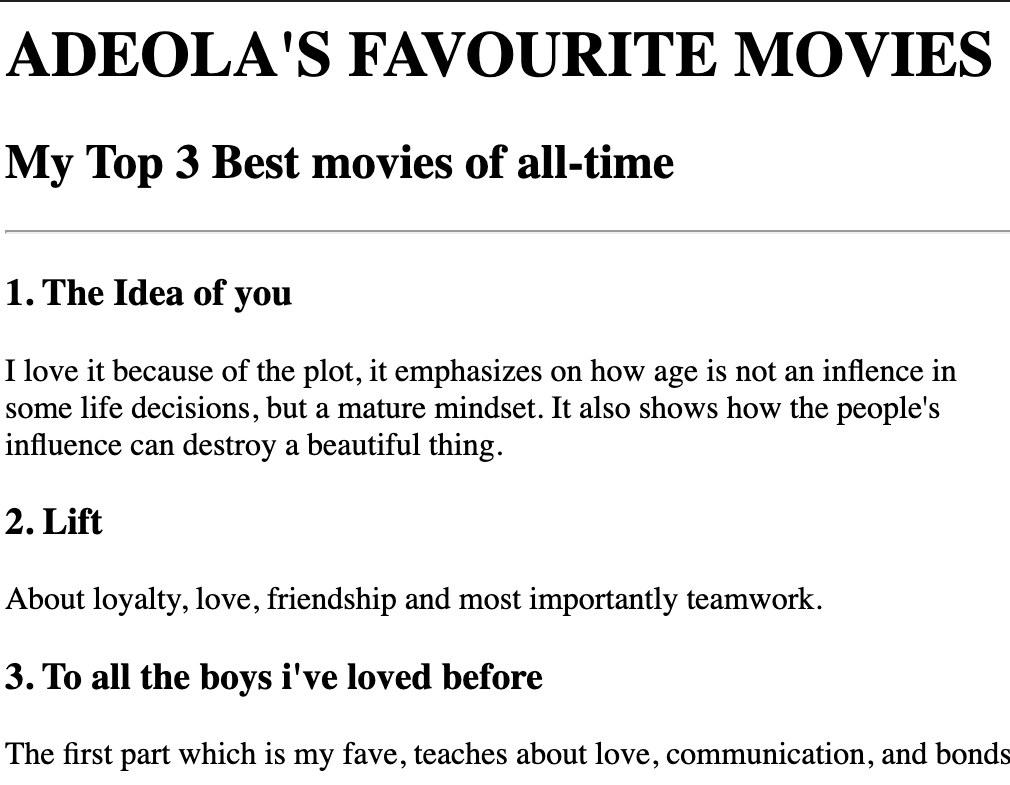 ADEOLA'S FAVOURITE MOVIES
My Top 3 Best movies of all-time
1. The Idea of you
I love it because of the plot, it emphasizes on how age is not an inflence in
some life decisions, but a mature mindset. It also shows how the people's
influence can destroy a beautiful thing.
2. Lift
About loyalty, love, friendship and most importantly teamwork.
3. To all the boys i've loved before
The first part which is my fave, teaches about love, communication, and bonds